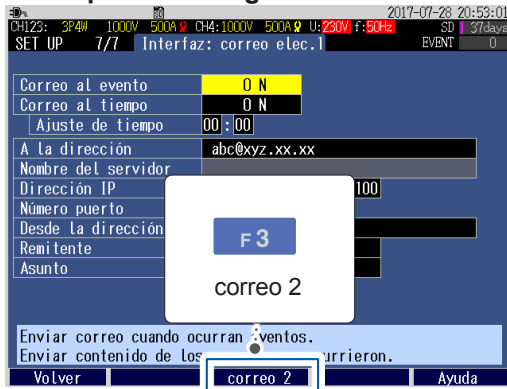 2017-07-28 20:53:01
CH123: 3P4W 1000V 500A CH4:1000V 500A U:230V f:50Hz SD 37days
SET UP 7/7 Interfaz: correo elec.1 EVENT 0
Correo al evento ON
Correo al tiempo ON
Ajuste de tiempo 00:00
A la dirección abc@xyz.xx.xx
Nombre del servidor
Dirección IP 100
Número puerto
Desde la dirección
Remitente
Asunto
F3
correo 2
Enviar correo cuando ocurran eventos.
Enviar contenido de los urrieron.
Volver correo 2 Ayuda